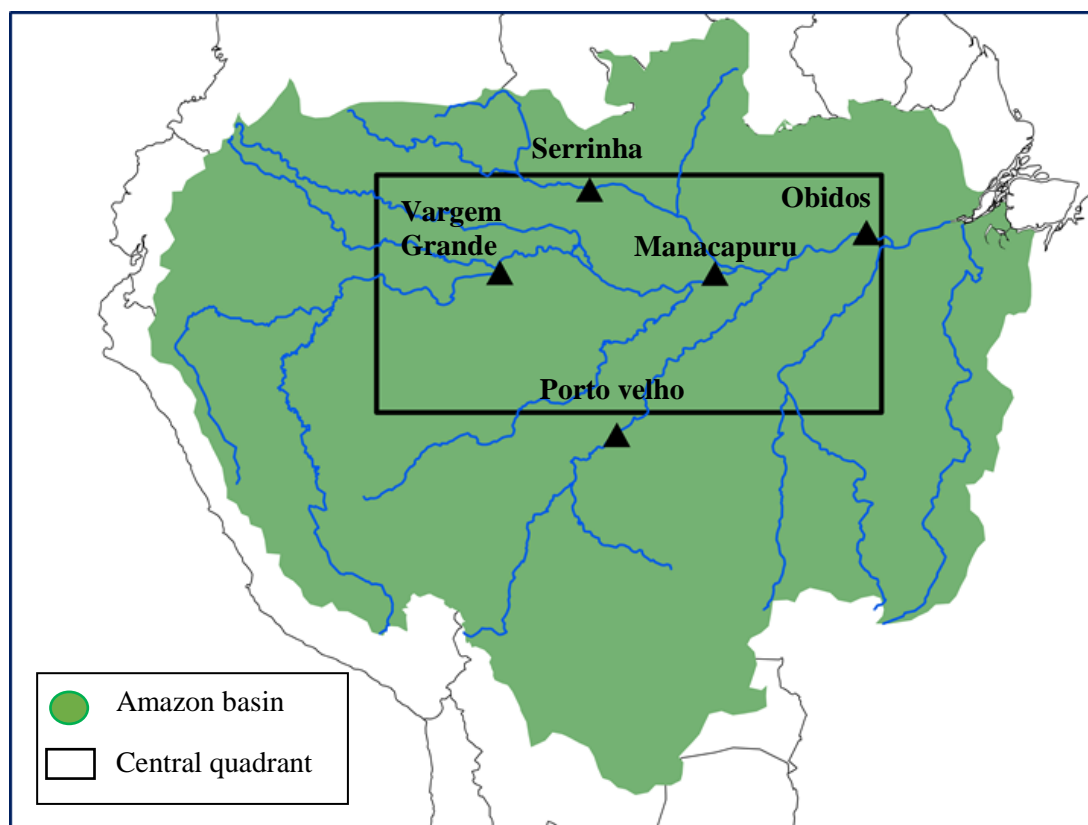 Serrinha
Obidos
Vargem
Grande
Manacapuru
Porto velho
Amazon basin
Central quadrant